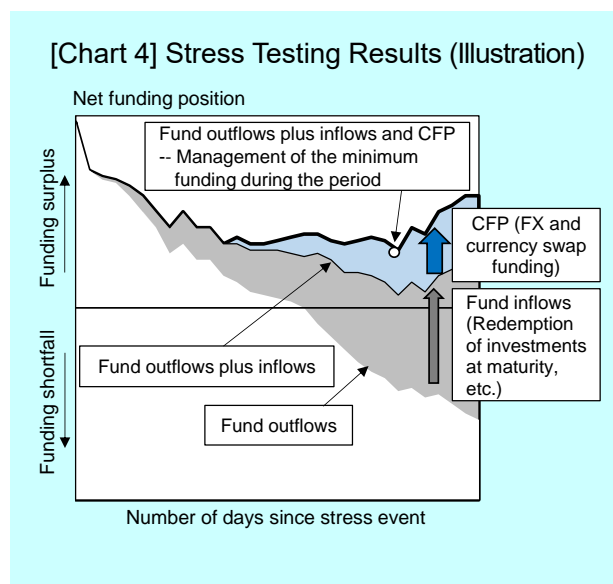 [Chart 4] Stress Testing Results (Illustration)
Net funding position
Fund outflows plus inflows and CFP
-- Management of the minimum
funding during the period
Funding surplus
CFP (FX and
currency swap
funding)
Fund inflows
(Redemption
of investments
at maturity,
etc.)
Funding shortfall
Fund outflows plus inflows
Fund outflows
Number of days since stress event